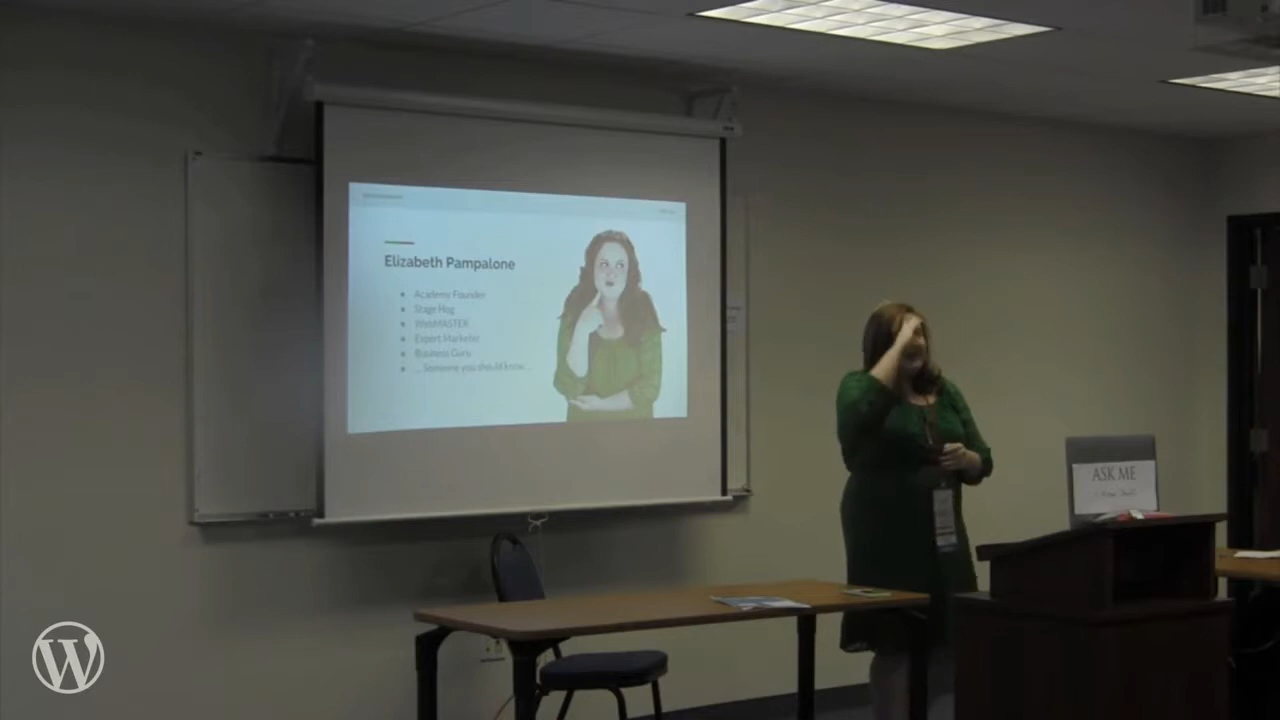 Elizabeth Pampalone
Academy Founder
Stage Hog
WebMASTER
Expert Marketer
Business Guru
... Someone you should know...
ASK ME